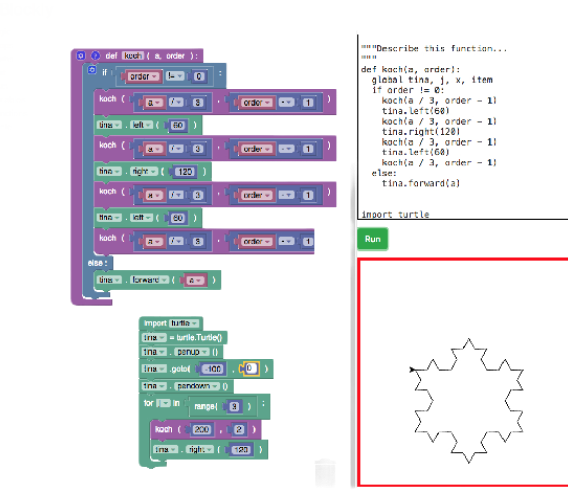 def koch ( a, order ):
if order != 0 :
koch ( a / 3 , order - 1 )
tina . left ( 60 )
koch ( a / 3 , order - 1 )
tina . right ( 120 )
koch ( a / 3 , order - 1 )
tina . left ( 60 )
koch ( a / 3 , order - 1 )
else :
tina . forward ( a )
import turtle
tina = turtle.Turtle()
tina . penup ()
tina .goto( -100 , 0 )
tina . pendown ()
for in range( 3 ) :
koch ( 200 , 2 )
tina . right ( 120 )
"""Describe this function...
"""
def koch(a, order):
global tina, j, x, item
if order != 0:
koch(a / 3, order - 1)
tina.left(60)
koch(a / 3, order - 1)
tina.right(120)
koch(a / 3, order - 1)
tina.left(60)
koch(a / 3, order - 1)
else:
tina.forward(a)
import turtle
Run